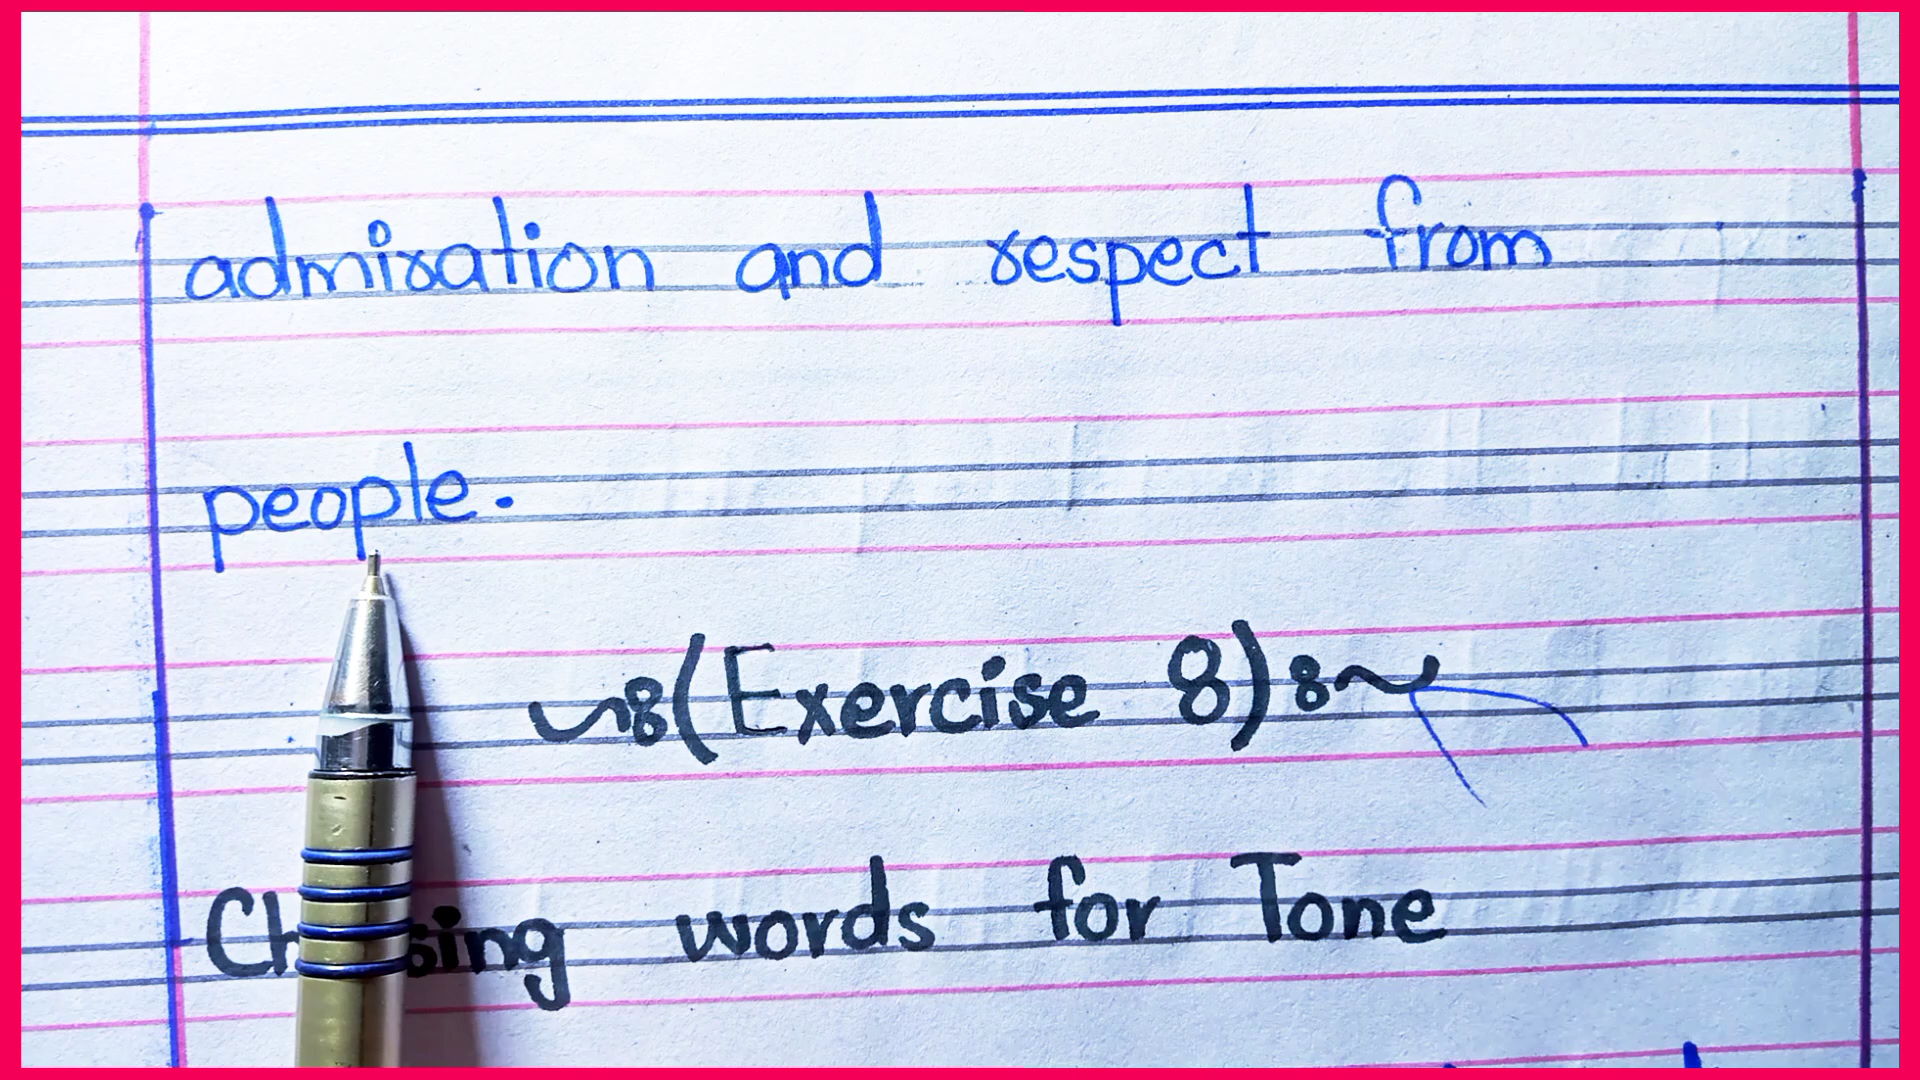 admiration and respect from
people.
(Exercise 8)
words for Tone